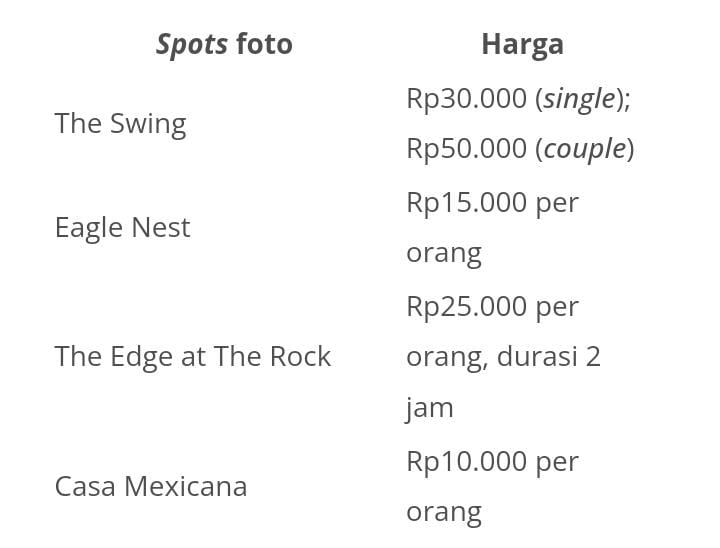 Spots foto Harga
The Swing
Rp30.000 (single);
Rp50.000 (couple)
Eagle Nest
Rp15.000 per
orang
The Edge at The Rock
Rp25.000 per
orang, durasi 2
jam
Casa Mexicana
Rp10.000 per
orang